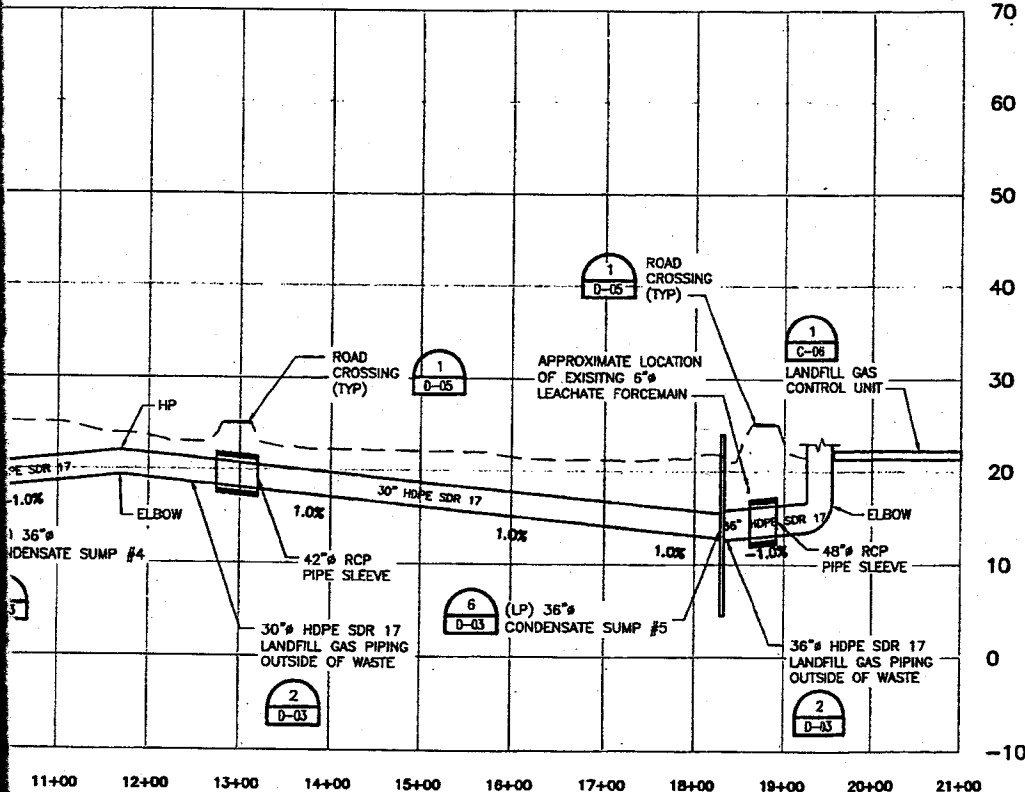 70
60
50
40
30
20
10
0
-10
1
D-05
ROAD
CROSSING
(TYP)
1
C-06
LANDFILL GAS
CONTROL UNIT
ROAD
CROSSING
(TYP)
1
D-05
APPROXIMATE LOCATION
OF EXISITNG 6"ø
LEACHATE FORCEMAIN
HP
PE SDR 17
-1.0%
ELBOW
30" HDPE SDR 17
1.0%
1.0%
1.0%
36" HDPE SDR 17
-1.0%
ELBOW
) 36"ø
NDENSATE SUMP #4
3
42"ø RCP
PIPE SLEEVE
48"ø RCP
PIPE SLEEVE
6
D-03
(LP) 36"ø
CONDENSATE SUMP #5
30"ø HDPE SDR 17
LANDFILL GAS PIPING
OUTSIDE OF WASTE
2
D-03
36"ø HDPE SDR 17
LANDFILL GAS PIPING
OUTSIDE OF WASTE
2
D-03
11+00 12+00 13+00 14+00 15+00 16+00 17+00 18+00 19+00 20+00 21+00